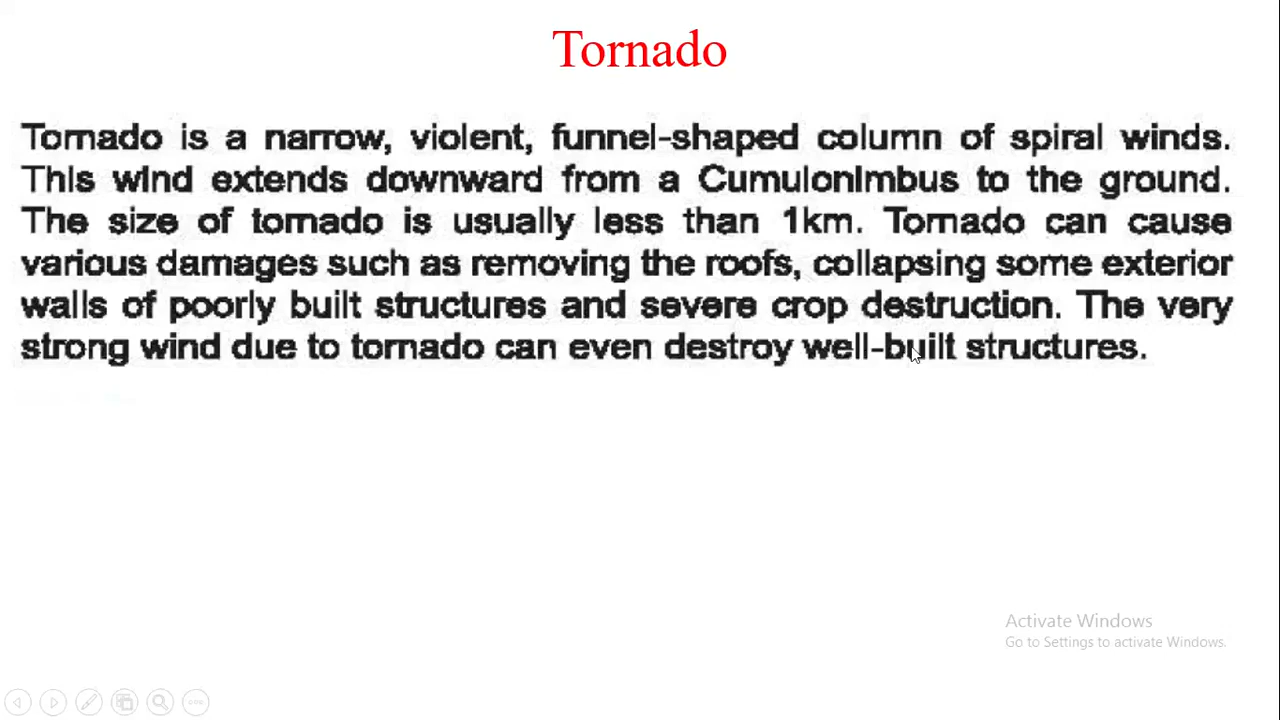 Tornado
Tornado is a narrow, violent, funnel-shaped column of spiral winds.
This wind extends downward from a Cumulonimbus to the ground.
The size of tornado is usually less than 1km. Tornado can cause
various damages such as removing the roofs, collapsing some exterior
walls of poorly built structures and severe crop destruction. The very
strong wind due to tornado can even destroy well-built structures.
Activate Windows
Go to Settings to activate Windows.